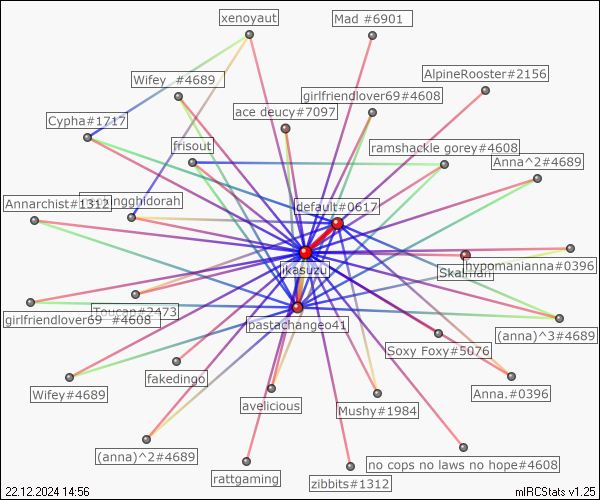 xenoyaut
Mad #6901
Wifey #4689
AlpineRooster#2156
girlfriendlover69#4608
ace deucy#7097
Cypha#1717
frisout
ramshackle gorey#4608
Anna^2#4689
Annarchist#1312
ngghidorah
default#0617
ikasuzu
Skalman
hypomanianna#0396
Toucan#2473
girlfriendlover69 #4608
pastachangeo41
(anna)^3#4689
Soxy Foxy#5076
fakedingo
Wifey#4689
avelicious
Mushy#1984
Anna.#0396
(anna)^2#4689
rattgaming
zibbits#1312
no cops no laws no hope#4608
22.12.2024 14:56
mIRCStats v1.25